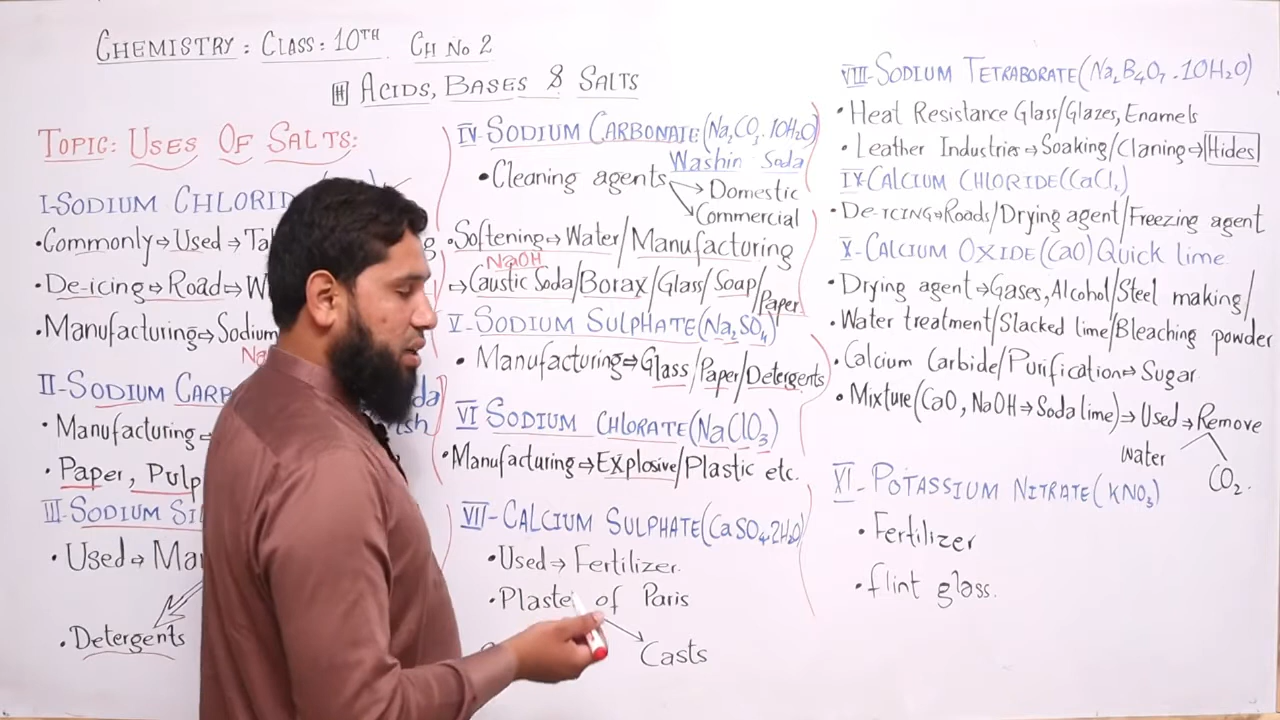 CHEMISTRY: CLASS: 10TH CH NO 2
ACIDS, BASES & SALTS
TOPIC: USES OF SALTS:
I-SODIUM CHLORID
•Commonly→Used→Ta
•De-icing→Road→W
•Manufacturing→Sodium
Na
II-SODIUM CARB
•Manufacturing→
•Paper, Pulp
III-SODIUM SIL
•Used→Ma
•Detergents
IV-SODIUM CARBONATE(Na2CO3.10H2O)
Washin Soda
•Cleaning agents
→Domestic
→Commercial
•Softening→Water/Manufacturing
NaOH
→Caustic Soda/Borax/Glass/Soap/Paper
V-SODIUM SULPHATE(Na2SO4)
•Manufacturing→Glass/Paper/Detergents
VI SODIUM CHLORATE(NaClO3)
•Manufacturing→Explosive/Plastic etc.
VII-CALCIUM SULPHATE(CaSO4.2H2O)
•Used→Fertilizer.
•Plaste of Paris
Casts
VIII-SODIUM TETRABORATE(Na2B4O7.10H2O)
•Heat Resistance Glass/Glazes, Enamels
•Leather Industries→Soaking/Claning→Hides
IX-CALCIUM CHLORIDE(CaCl2)
•De-ICING→Roads/Drying agent/Freezing agent
X-CALCIUM OXIDE(CaO)Quick lime
•Drying agent→Gases, Alcohol/Steel making/
•Water treatment/Slacked lime/Bleaching powder
•Calcium Carbide/Purification→Sugar
•Mixture(CaO, NaOH→Soda lime)→Used→Remove
water
CO2.
XI-POTASSIUM NITRATE(KNO3)
•Fertilizer
•flint glass.